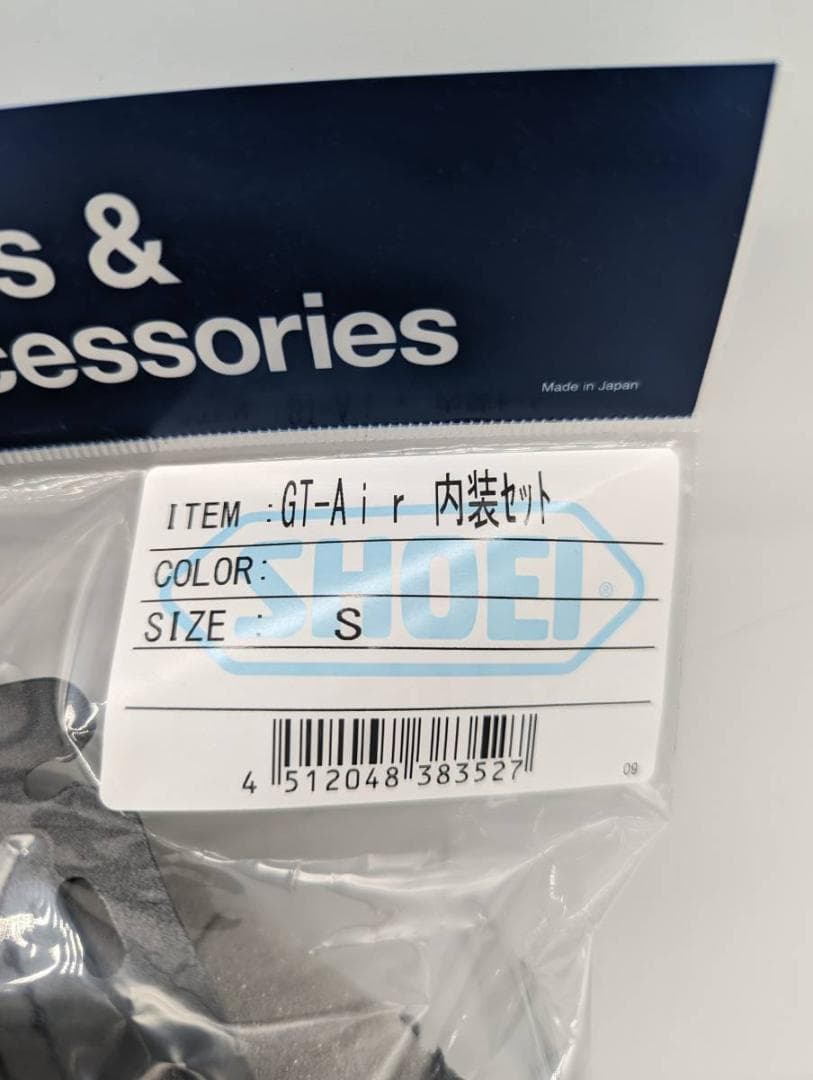 s &
cessories
Made in Japan
ITEM :GT-Air 内装ｾｯﾄ
COLOR:
SIZE : S
SHOEI®
4 512048 383527
09